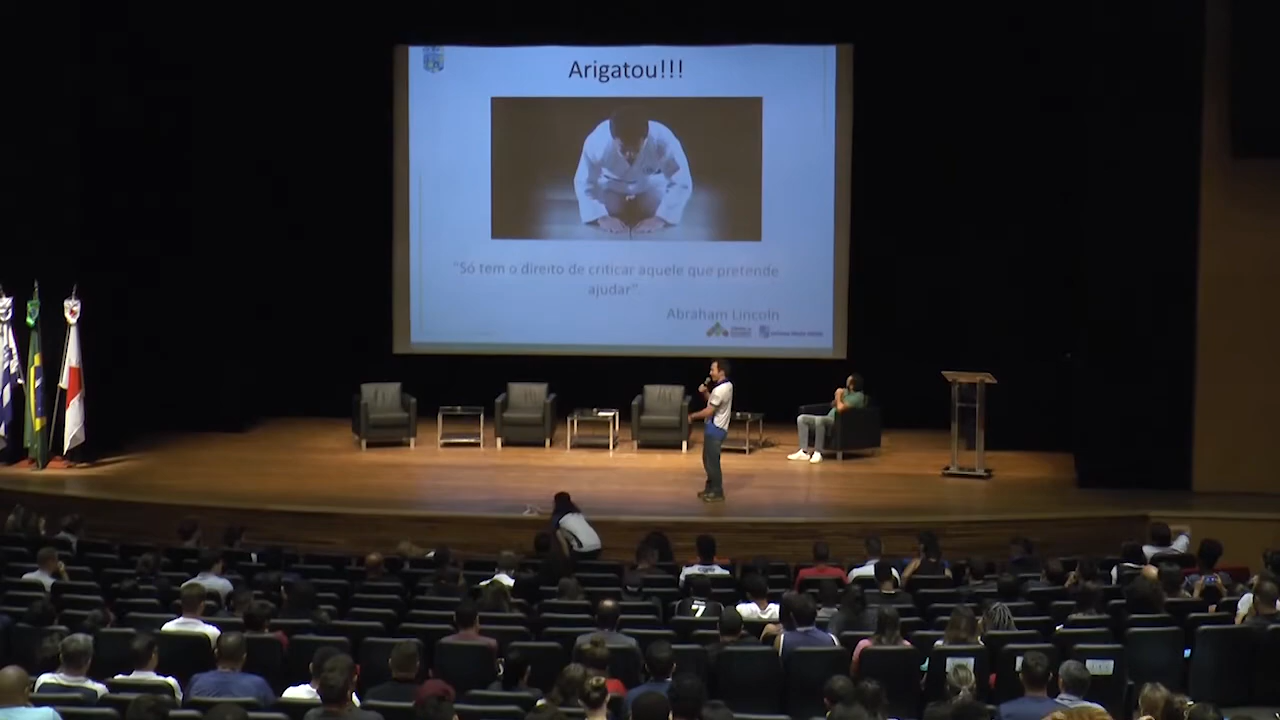 Arigatou!!!
"Só tem o direito de criticar aquele que pretende
ajudar".
Abraham Lincoln